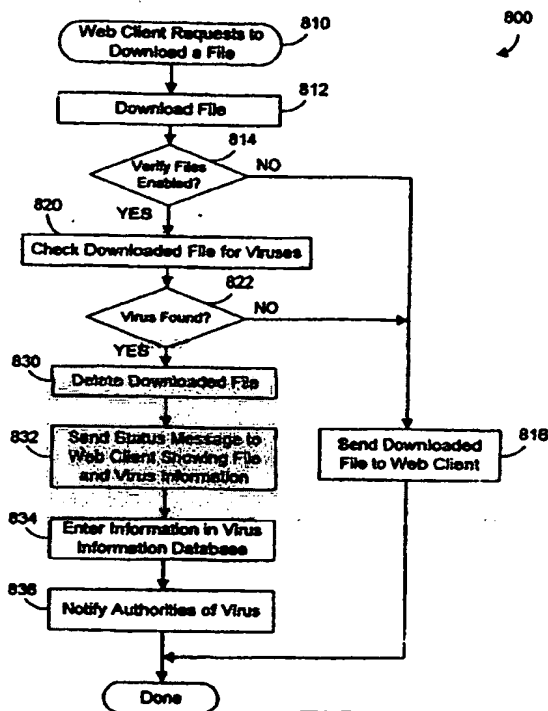 800
Web Client Requests to
Download a File
810
Download File
812
814
Verify Files
Enabled?
NO
YES
820
Check Downloaded File for Viruses
822
Virus Found?
NO
YES
830
Delete Downloaded File
832
Send Status Message to
Web Client Showing File
and Virus Information
Send Downloaded
File to Web Client
816
834
Enter Information in Virus
Information Database
836
Notify Authorities of Virus
Done